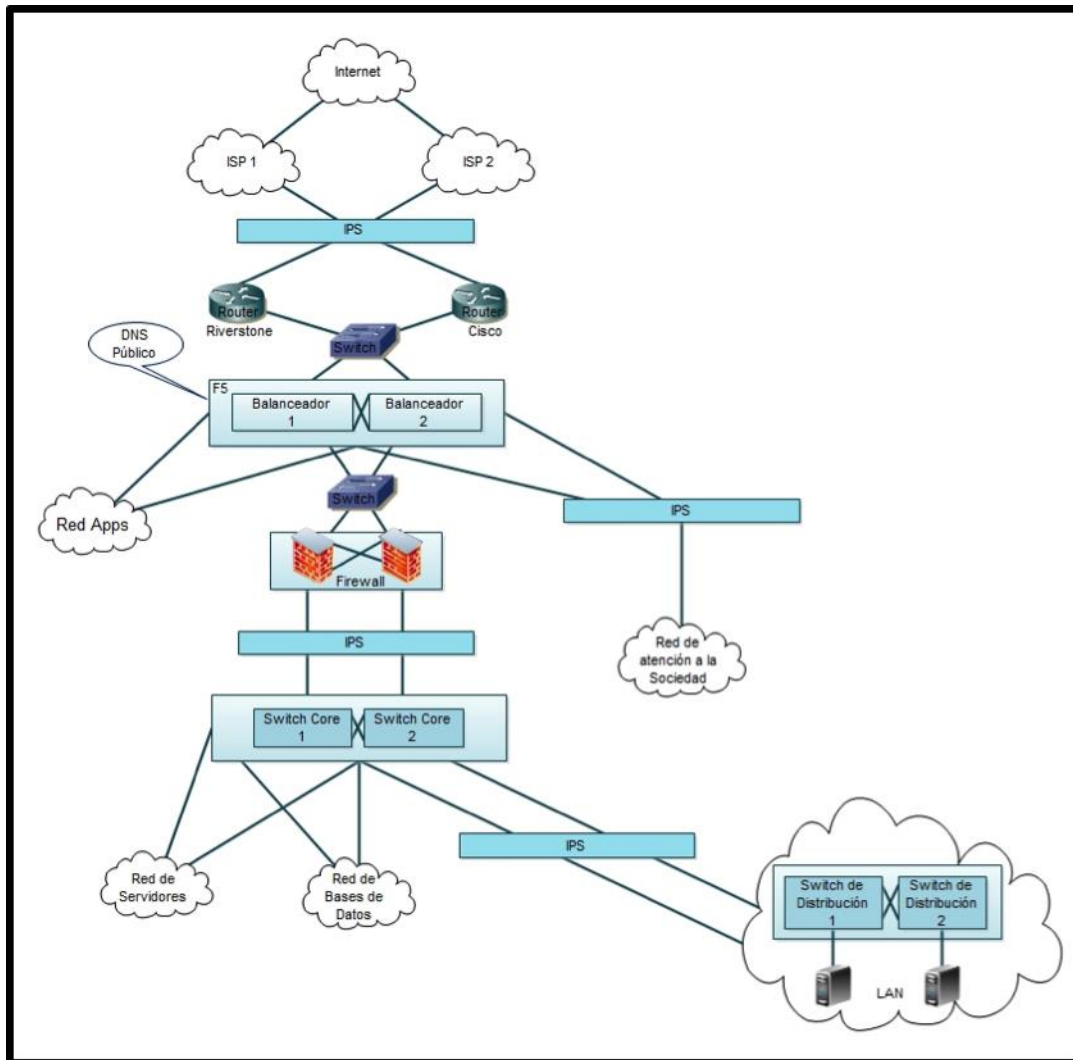 Internet
ISP 1
ISP 2
IPS
Router
Riverstone
Router
Cisco
Switch
DNS
Público
F5
Balanceador
1
Balanceador
2
Switch
Red Apps
IPS
Firewall
IPS
Red de
atención a la
Sociedad
Switch Core
1
Switch Core
2
IPS
Red de
Servidores
Red de
Bases de
Datos
Switch de
Distribución
1
Switch de
Distribución
2
LAN